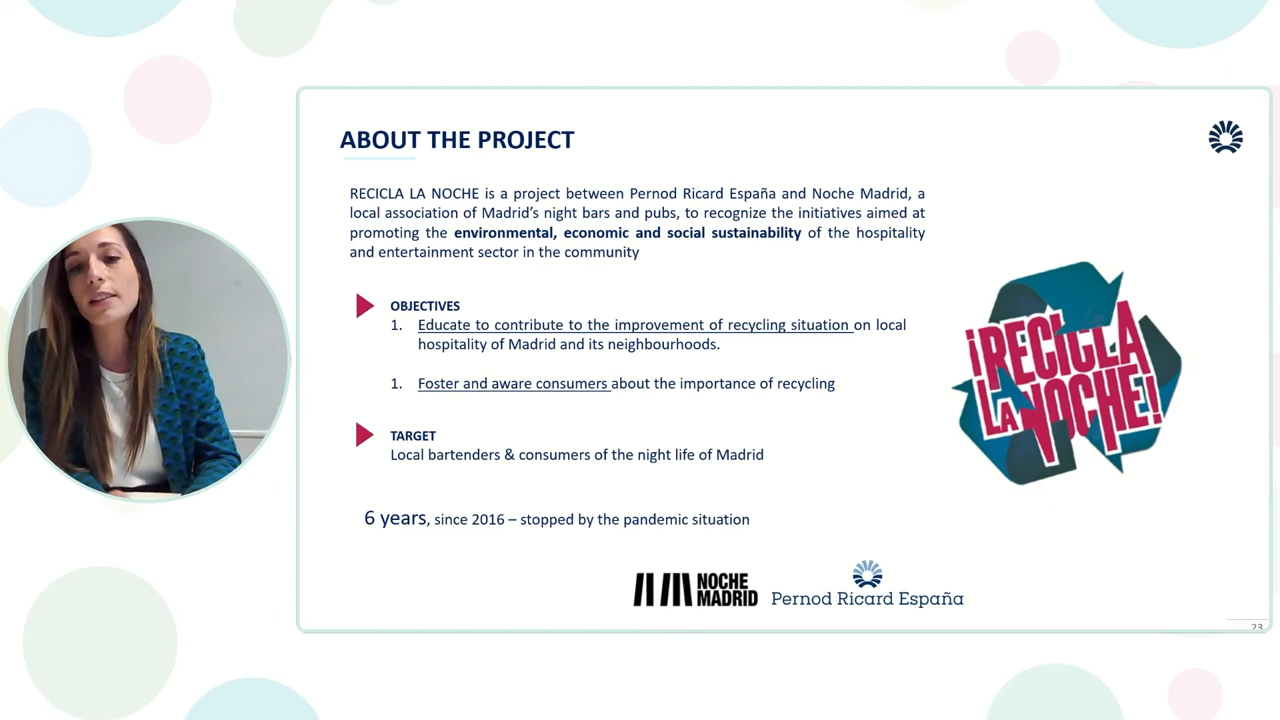 ABOUT THE PROJECT
RECICLA LA NOCHE is a project between Pernod Ricard España and Noche Madrid, a
local association of Madrid's night bars and pubs, to recognize the initiatives aimed at
promoting the environmental, economic and social sustainability of the hospitality
and entertainment sector in the community
OBJECTIVES
1. Educate to contribute to the improvement of recycling situation on local
hospitality of Madrid and its neighbourhoods.
1. Foster and aware consumers about the importance of recycling
TARGET
Local bartenders & consumers of the night life of Madrid
6 years, since 2016 – stopped by the pandemic situation
¡RECICLA
LA NOCHE!
NOCHE
MADRID
Pernod Ricard España
23